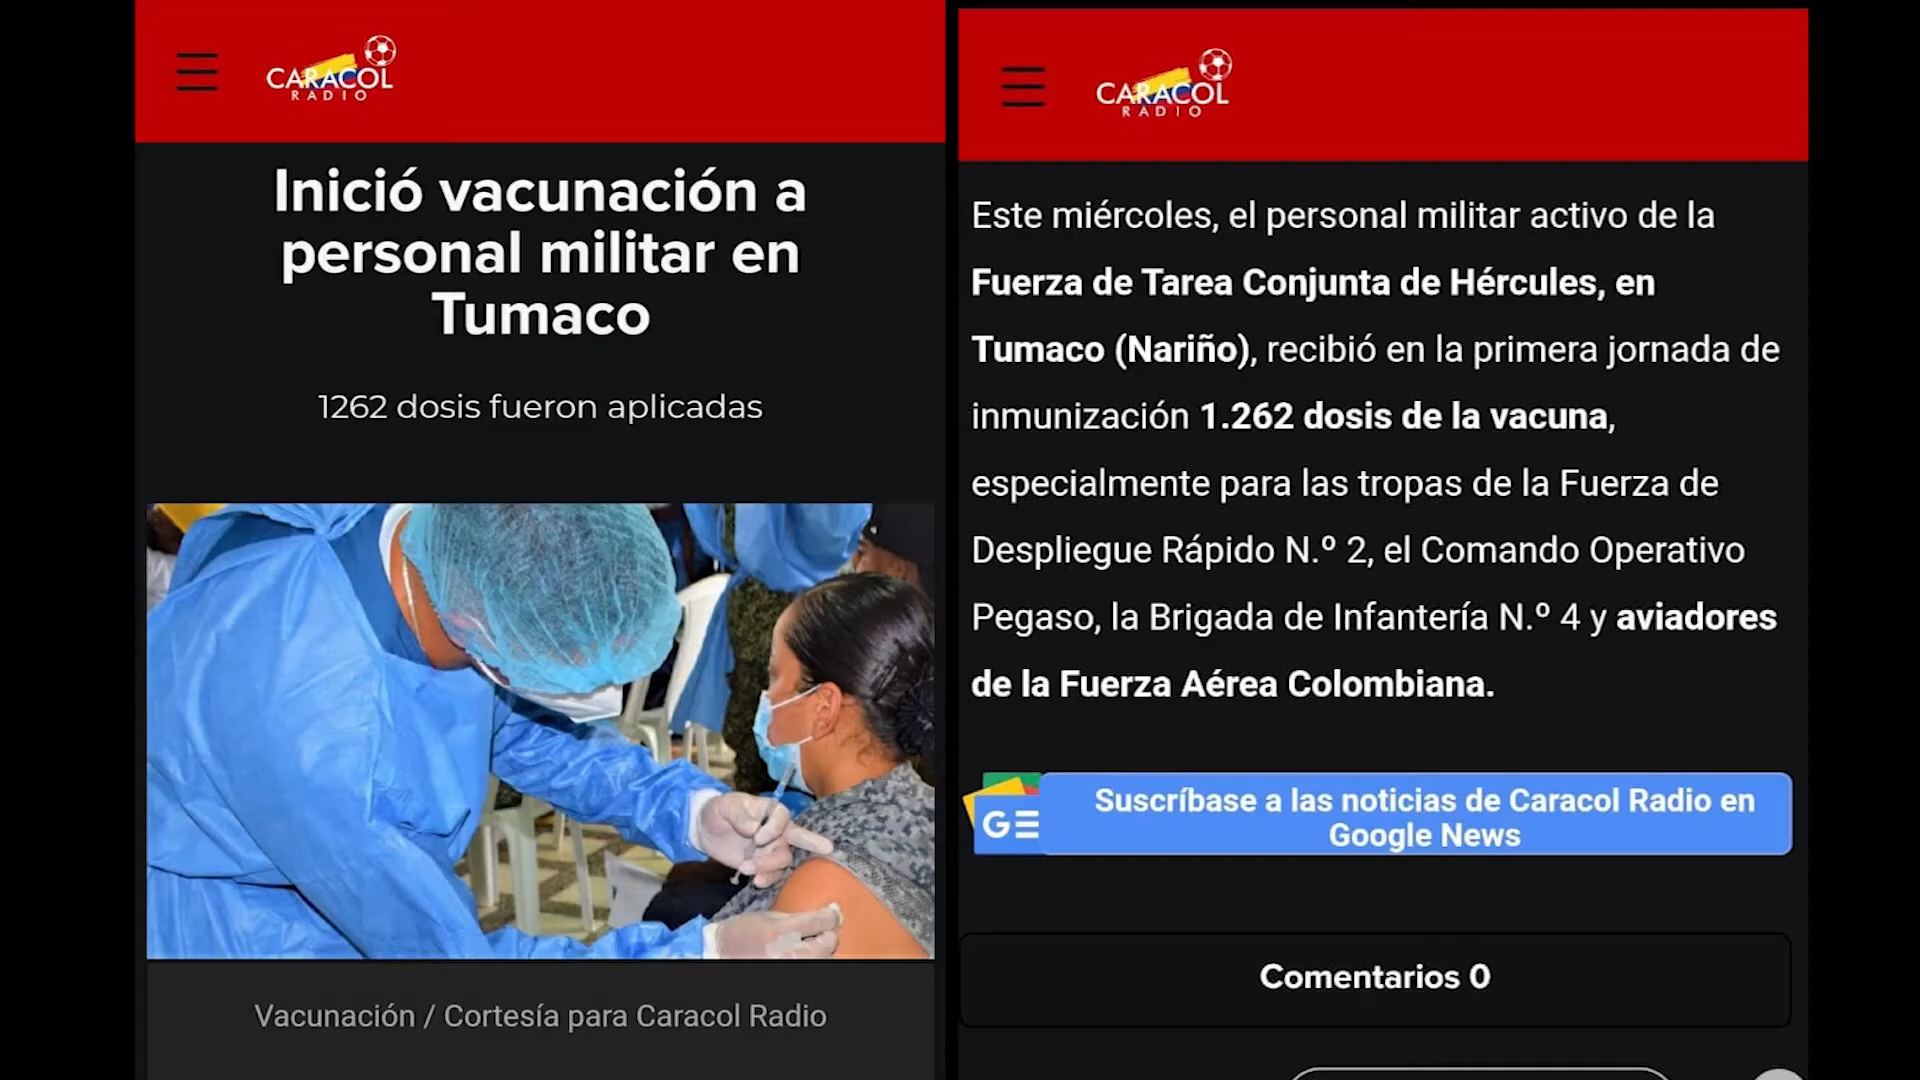 CARACOL
RADIO
Inició vacunación a
personal militar en
Tumaco
1262 dosis fueron aplicadas
Vacunación / Cortesía para Caracol Radio
CARACOL
RADIO
Este miércoles, el personal militar activo de la
Fuerza de Tarea Conjunta de Hércules, en
Tumaco (Nariño), recibió en la primera jornada de
inmunización 1.262 dosis de la vacuna,
especialmente para las tropas de la Fuerza de
Despliegue Rápido N.º 2, el Comando Operativo
Pegaso, la Brigada de Infantería N.º 4 y aviadores
de la Fuerza Aérea Colombiana.
G
Suscríbase a las noticias de Caracol Radio en
Google News
Comentarios 0